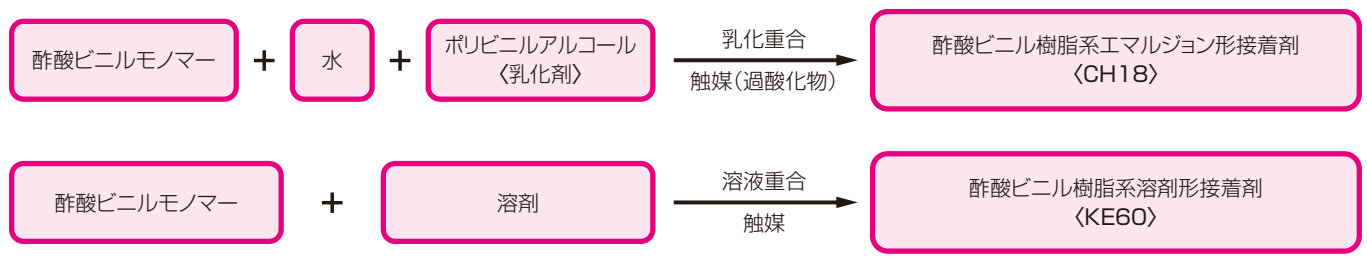 酢酸ビニルモノマー + 水 + ポリビニルアルコール
〈乳化剤〉
乳化重合
触媒(過酸化物)
酢酸ビニル樹脂系エマルジョン形接着剤
〈CH18〉
酢酸ビニルモノマー + 溶剤
溶液重合
触媒
酢酸ビニル樹脂系溶剤形接着剤
〈KE60〉